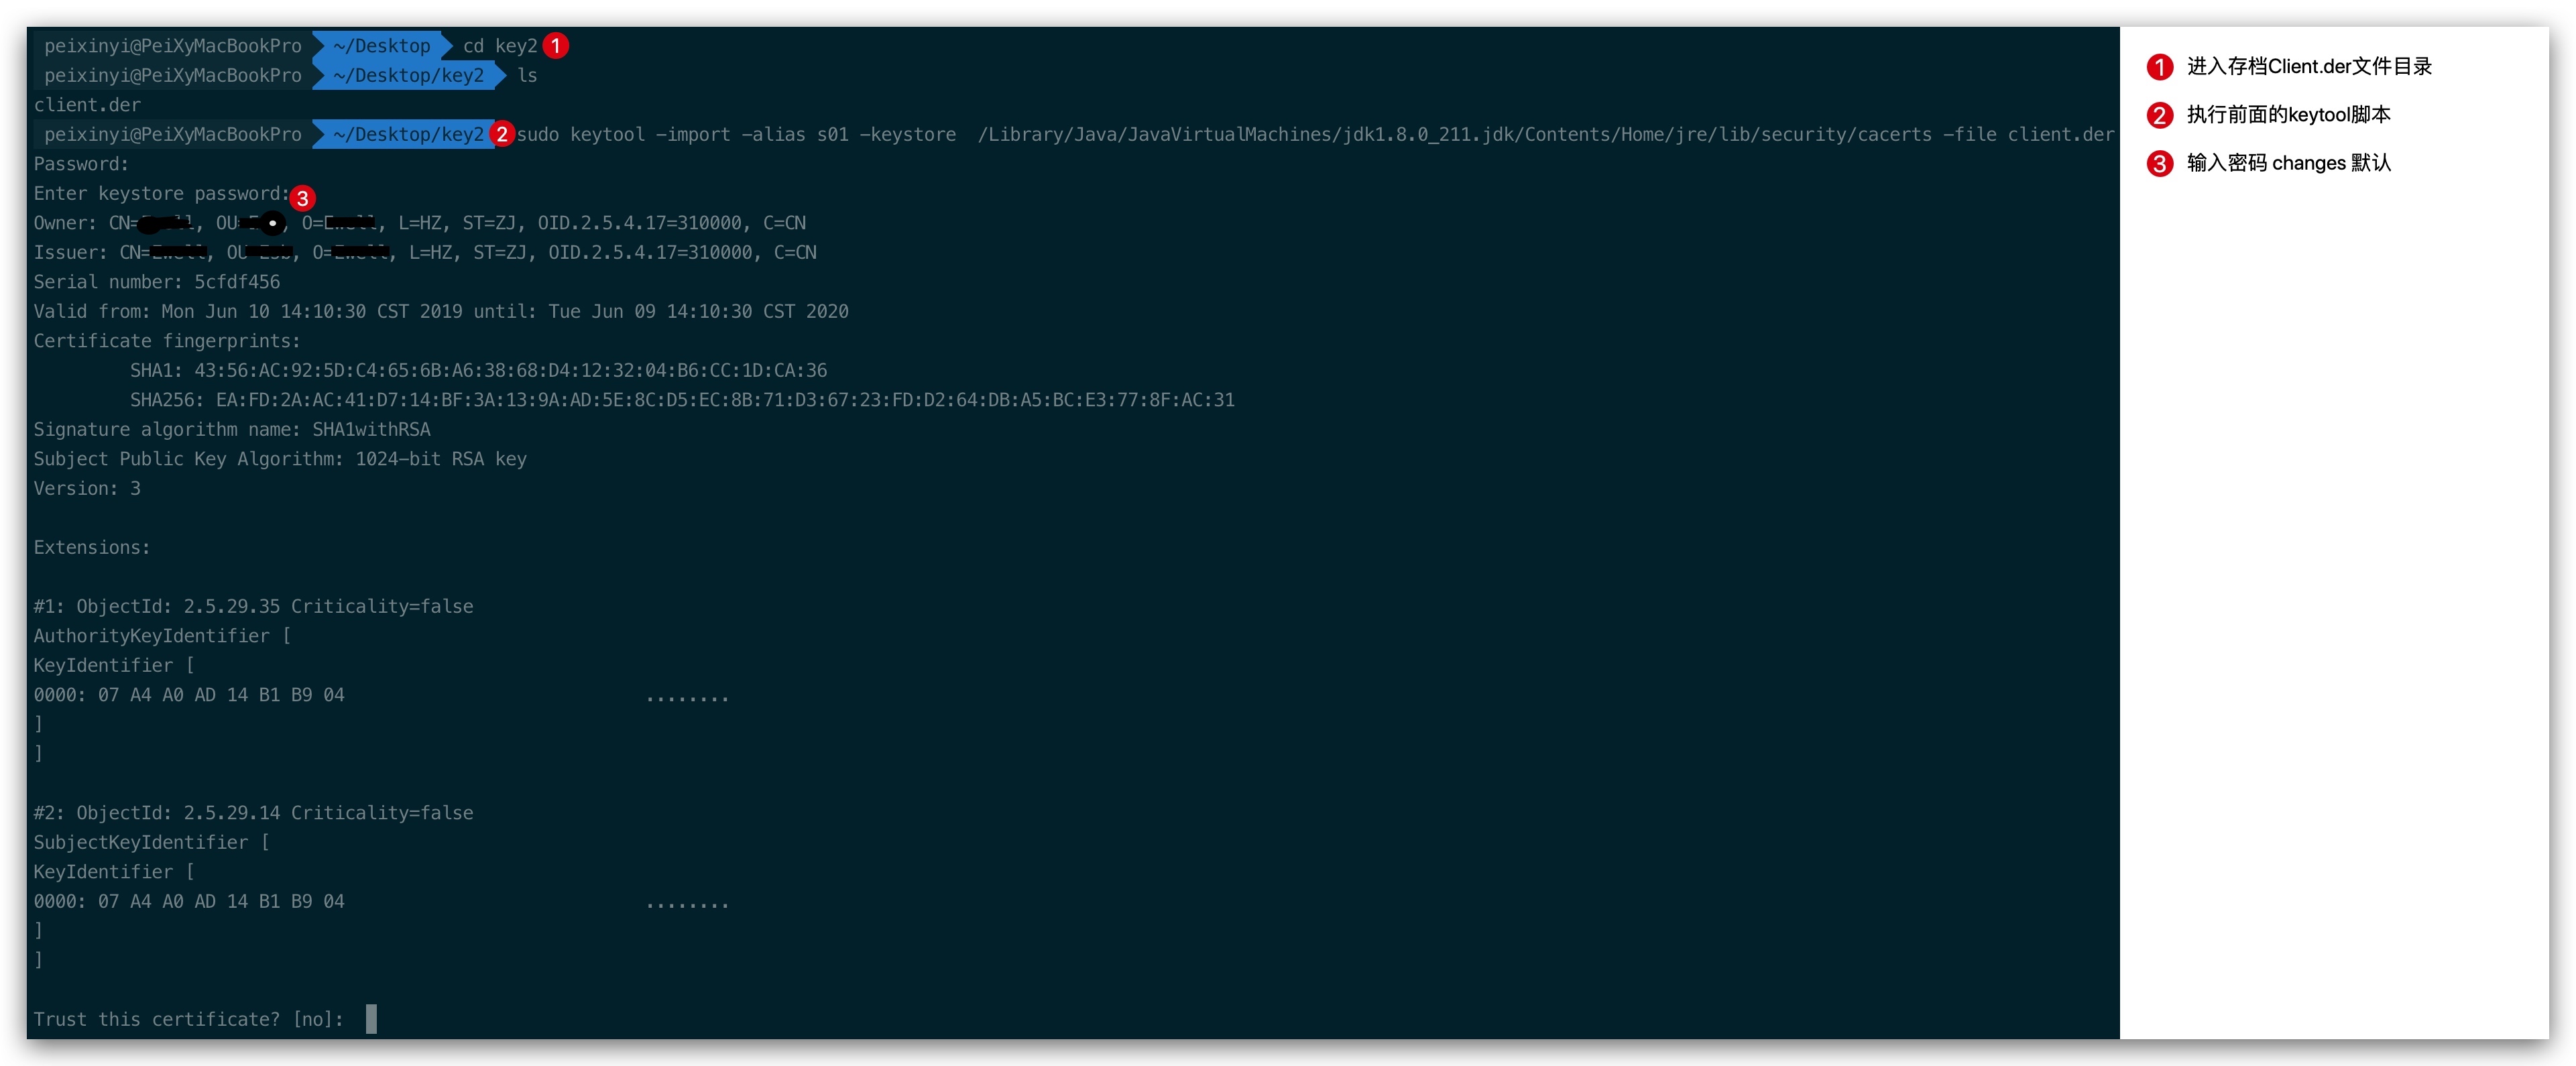 peixinyi@PeiXyMacBookPro ~/Desktop cd key2 1
peixinyi@PeiXyMacBookPro ~/Desktop/key2 ls
client.der
peixinyi@PeiXyMacBookPro ~/Desktop/key2 2 sudo keytool -import -alias s01 -keystore /Library/Java/JavaVirtualMachines/jdk1.8.0_211.jdk/Contents/Home/jre/lib/security/cacerts -file client.der
Password:
Enter keystore password: 3
Owner: CN= , OU= , O= , L=HZ, ST=ZJ, OID.2.5.4.17=310000, C=CN
Issuer: CN= , OU= , O= , L=HZ, ST=ZJ, OID.2.5.4.17=310000, C=CN
Serial number: 5cfdf456
Valid from: Mon Jun 10 14:10:30 CST 2019 until: Tue Jun 09 14:10:30 CST 2020
Certificate fingerprints:
SHA1: 43:56:AC:92:5D:C4:65:6B:A6:38:68:D4:12:32:04:B6:CC:1D:CA:36
SHA256: EA:FD:2A:AC:41:D7:14:BF:3A:13:9A:AD:5E:8C:D5:EC:8B:71:D3:67:23:FD:D2:64:DB:A5:BC:E3:77:8F:AC:31
Signature algorithm name: SHA1withRSA
Subject Public Key Algorithm: 1024-bit RSA key
Version: 3
Extensions:
#1: ObjectId: 2.5.29.35 Criticality=false
AuthorityKeyIdentifier [
KeyIdentifier [
0000: 07 A4 A0 AD 14 B1 B9 04 ........
]
]
#2: ObjectId: 2.5.29.14 Criticality=false
SubjectKeyIdentifier [
KeyIdentifier [
0000: 07 A4 A0 AD 14 B1 B9 04 ........
]
]
Trust this certificate? [no]:
1 进入存档Client.der文件目录
2 执行前面的keytool脚本
3 输入密码 changes 默认